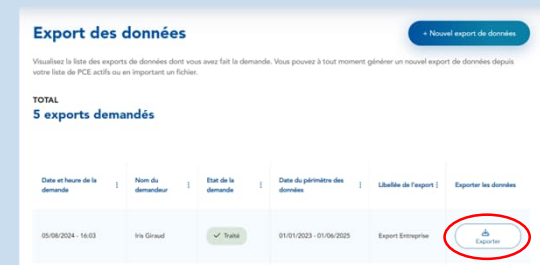 Export des données
+ Nouvel export de données
Visualisez la liste des exports de données dont vous avez fait la demande. Vous pouvez à tout moment générer un nouvel export de données depuis
votre liste de PCE actifs ou en important un fichier.
TOTAL
5 exports demandés
Date et heure de la demande
Nom du demandeur
Etat de la demande
Date du périmètre des données
Libellée de l'export
Exporter les données
05/08/2024 - 16:03
Iris Giraud
Traité
01/01/2023 - 01/06/2025
Export Entreprise
Exporter